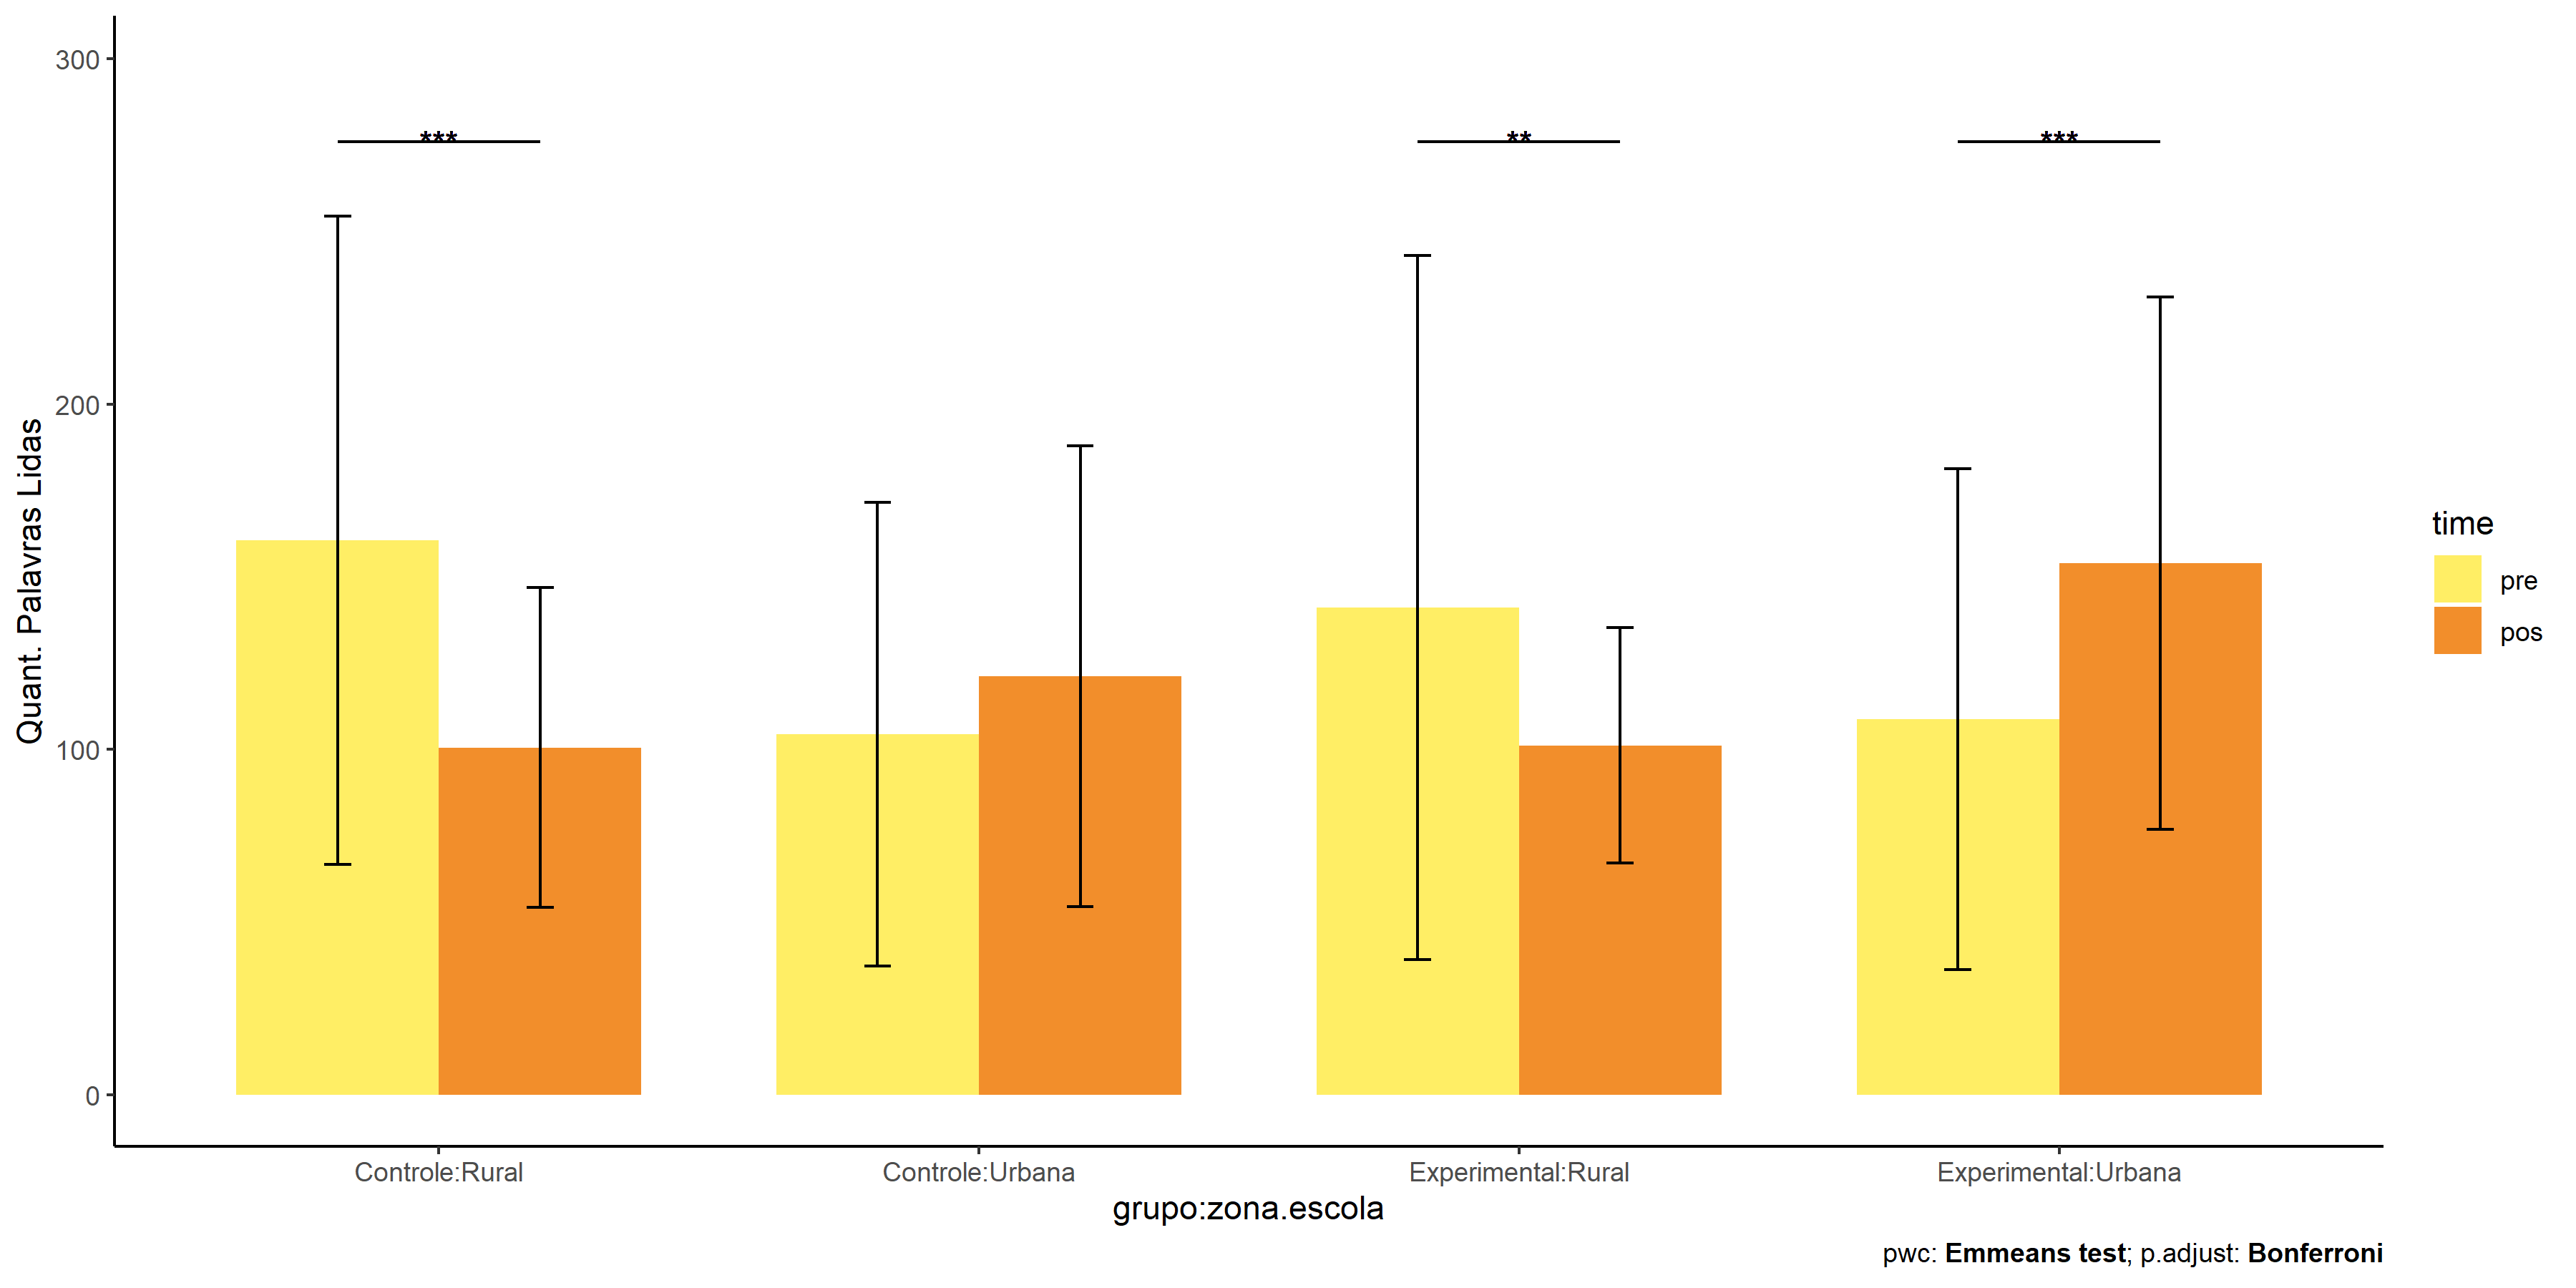 Quant. Palavras Lidas
300
200
100
0
***
**
***
Controle:Rural
Controle:Urbana
Experimental:Rural
Experimental:Urbana
grupo:zona.escola
time
pre
pos
pwc: Emmeans test; p.adjust: Bonferroni